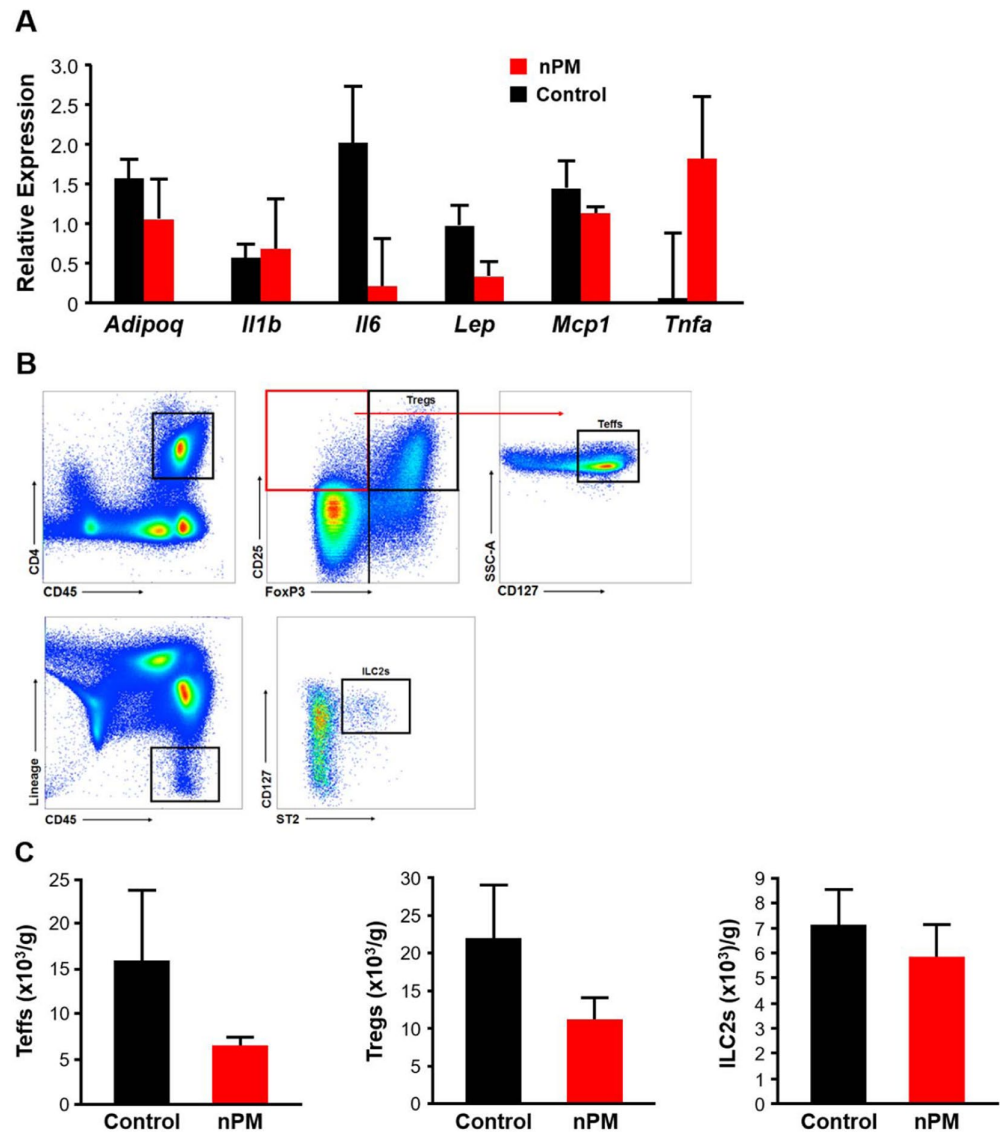 A
Relative Expression
3.0
2.5
2.0
1.5
1.0
0.5
0
nPM
Control
Adipoq Il1b Il6 Lep Mcp1 Tnfa
B
CD4
CD45
CD25
FoxP3
Tregs
SSC-A
CD127
Teffs
Lineage
CD45
CD127
ST2
ILC2s
C
Teffs (x10³/g)
25
20
15
10
5
0
Control nPM
Tregs (x10³/g)
30
25
20
15
10
5
0
Control nPM
ILC2s (x10³)/g)
9
8
7
6
5
4
3
2
1
0
Control nPM